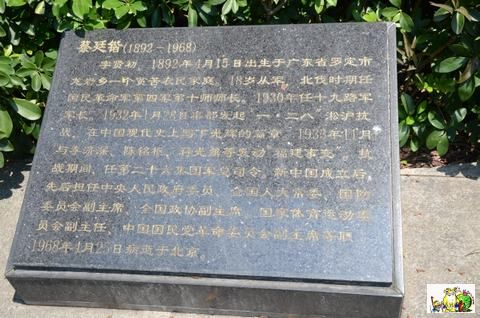 蔡廷锴(1892－1968)
字贤初，1892年4月15日出生于广东省罗定市
龙岩乡一个贫苦农民家庭。18岁从军，北伐时期任
国民革命军第四军第十师师长。1930年任十九路军
军长。1932年1月28日率部发起一·二八淞沪抗
战，在中国现代史上写下光辉的篇章。1933年11月
与李济深、陈铭枢、蒋光鼐等发动"福建事变"。抗
战期间，任第二十六集团军总司令。新中国成立后，
先后担任中央人民政府委员、全国人大常委、国防
委员会副主席、全国政协副主席、国家体育运动委
员会副主任、中国国民党革命委员会副主席等职。
1968年4月25日病逝于北京。